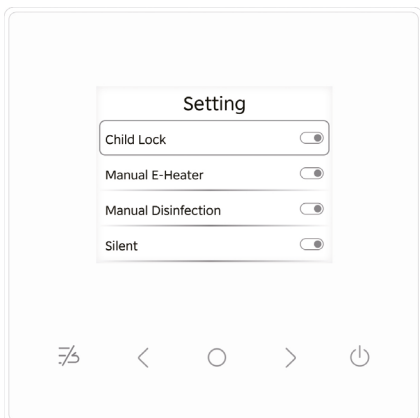 Setting
Child Lock
Manual E-Heater
Manual Disinfection
Silent